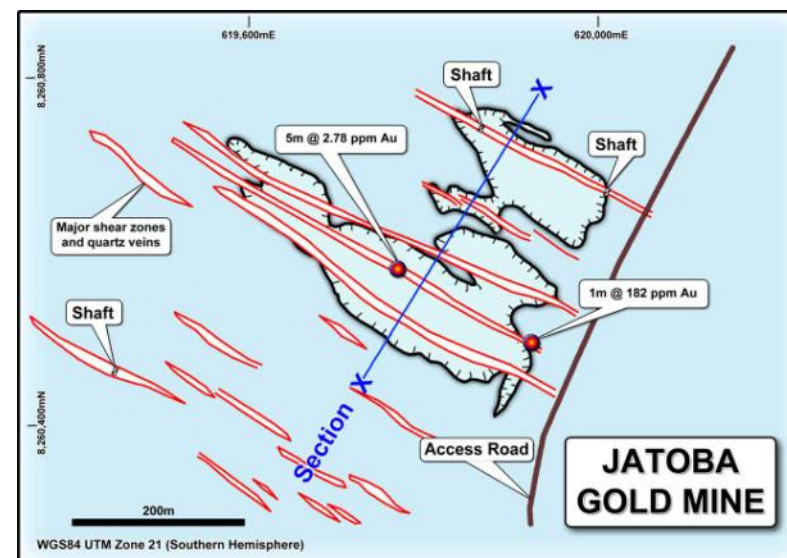 619,600mE
620,000mE
8,260,800mN
Shaft
X
5m @ 2.78 ppm Au
Shaft
Major shear zones
and quartz veins
1m @ 182 ppm Au
Shaft
X
8,260,400mN
Section
Access Road
JATOBA
GOLD MINE
200m
WGS84 UTM Zone 21 (Southern Hemisphere)